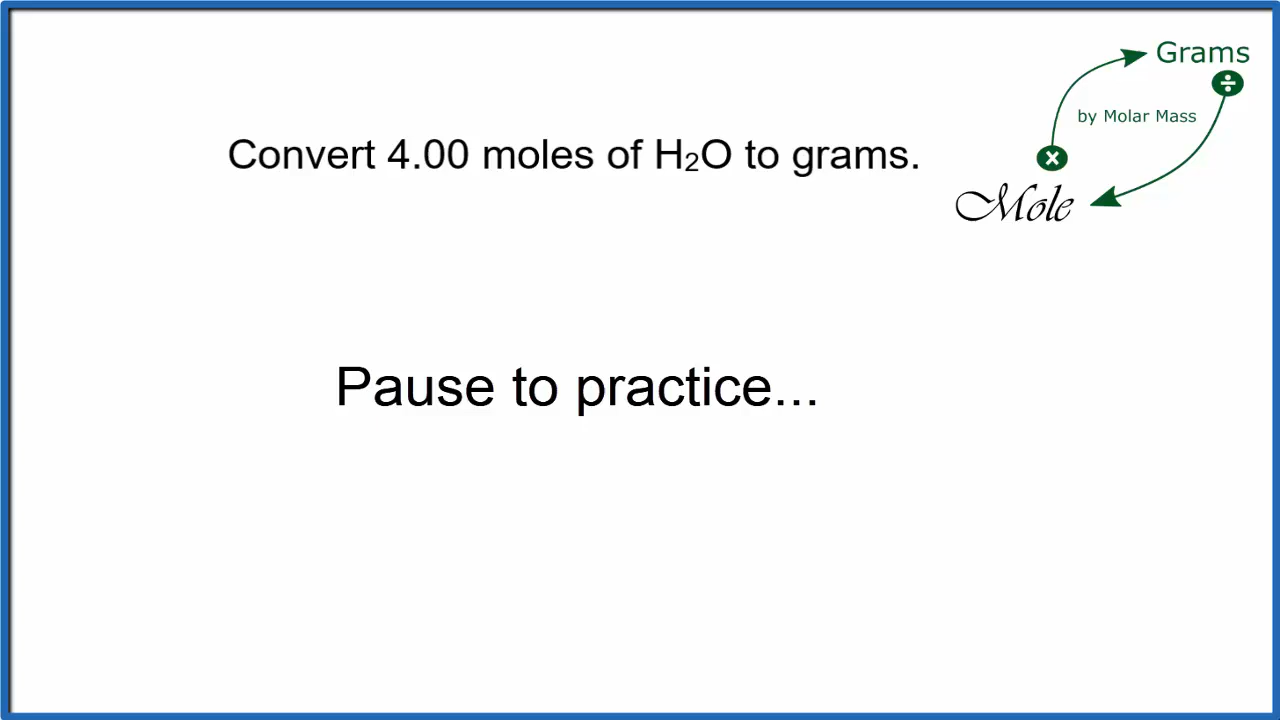 Grams
÷
by Molar Mass
Convert 4.00 moles of H₂O to grams.
×
Mole
Pause to practice...